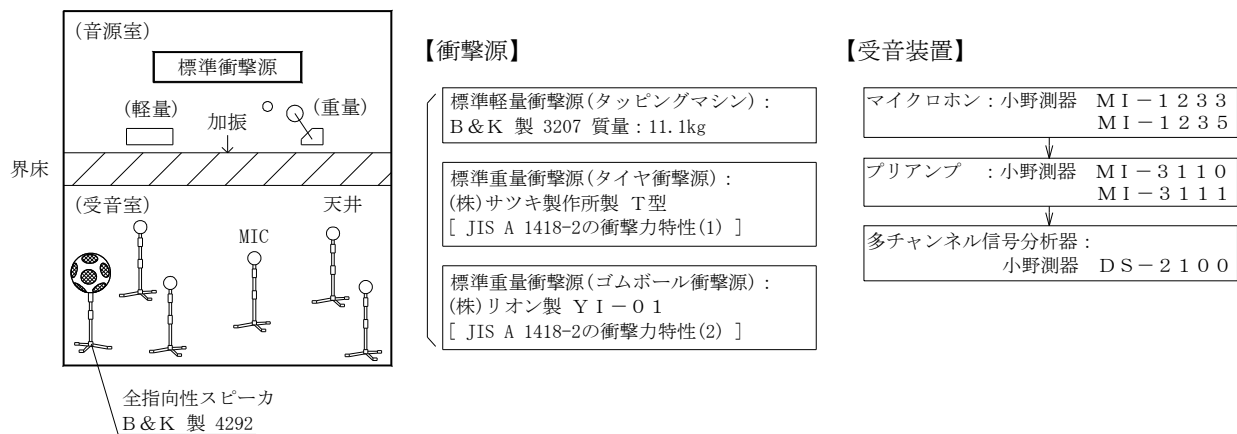 (音源室)
標準衝撃源
(軽量)
(重量)
加振
界床
(受音室)
天井
MIC
全指向性スピーカ
B&K 製 4292
【衝撃源】
標準軽量衝撃源(タッピングマシン):
B&K 製 3207 質量:11.1kg
標準重量衝撃源(タイヤ衝撃源):
(株)サツキ製作所製 T型
[ JIS A 1418-2の衝撃力特性(1) ]
標準重量衝撃源(ゴムボール衝撃源):
(株)リオン製 YI-01
[ JIS A 1418-2の衝撃力特性(2) ]
【受音装置】
マイクロホン:小野測器 MI-1233
MI-1235
プリアンプ :小野測器 MI-3110
MI-3111
多チャンネル信号分析器:
小野測器 DS-2100